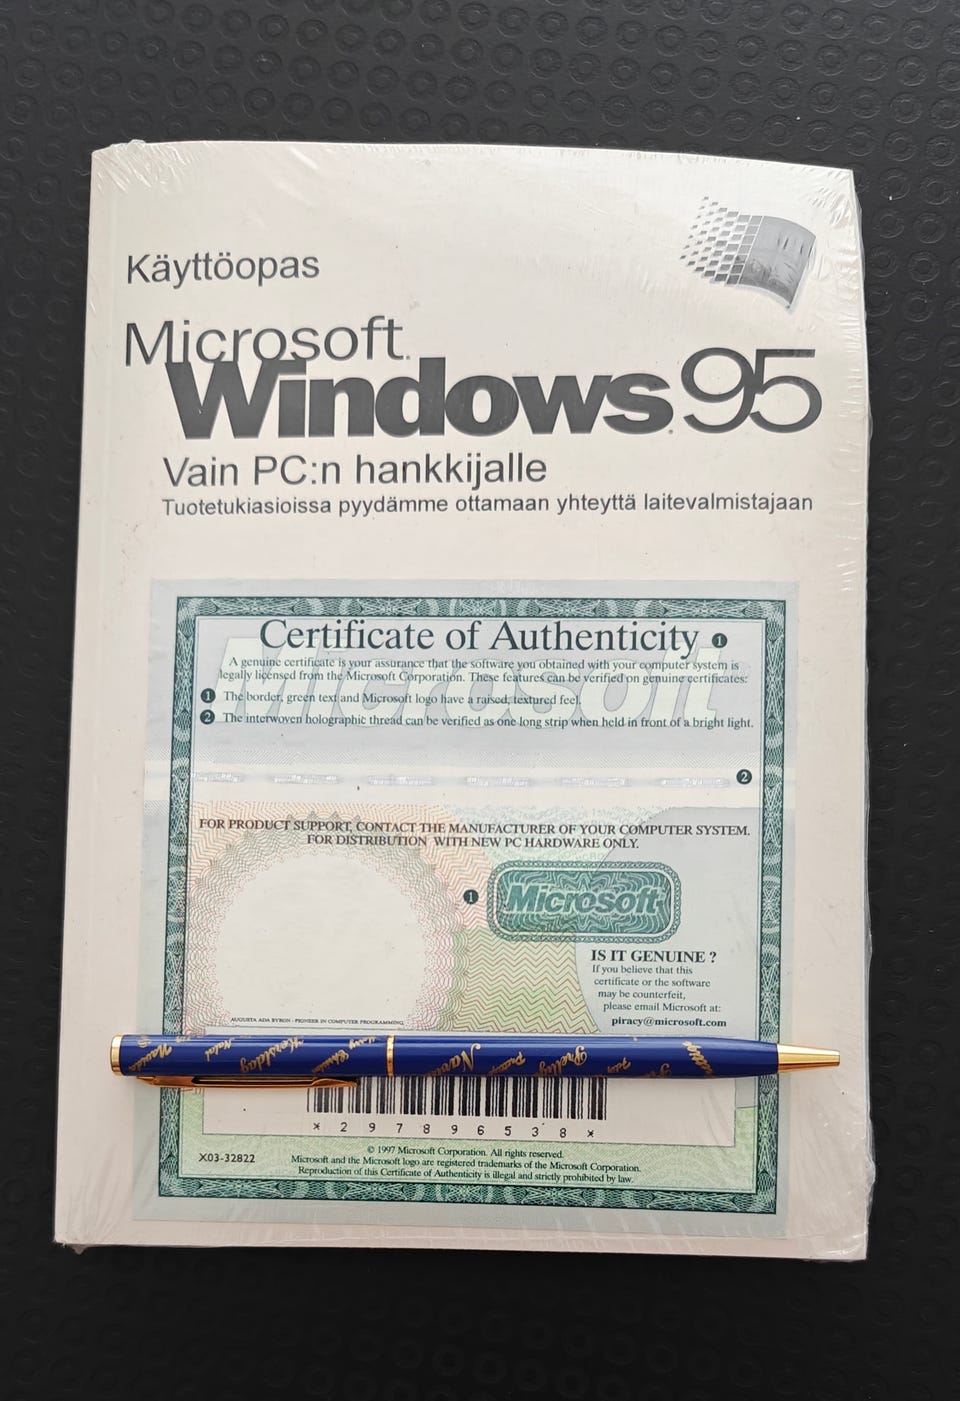 Käyttöopas
Microsoft
Windows 95
Vain PC:n hankkijalle
Tuotetukiasioissa pyydämme ottamaan yhteyttä laitevalmistajaan
Certificate of Authenticity 1
A genuine certificate is your assurance that the software you obtained with your computer system is
legally licensed from the Microsoft Corporation. These features can be verified on genuine certificates:
1 The border, green text and Microsoft logo have a raised, textured feel.
2 The interwoven holographic thread can be verified as one long strip when held in front of a bright light.
2
FOR PRODUCT SUPPORT, CONTACT THE MANUFACTURER OF YOUR COMPUTER SYSTEM.
FOR DISTRIBUTION WITH NEW PC HARDWARE ONLY.
1 Microsoft
IS IT GENUINE ?
If you believe that this
certificate or the software
may be counterfeit,
please email Microsoft at:
piracy@microsoft.com
AUGUSTA ADA BYRON - PIONEER IN COMPUTER PROGRAMMING
Natal Herslag Pretty
* 2 9 7 8 9 6 5 3 8 *
X03-32822
© 1997 Microsoft Corporation. All rights reserved.
Microsoft and the Microsoft logo are registered trademarks of the Microsoft Corporation.
Reproduction of this Certificate of Authenticity is illegal and strictly prohibited by law.